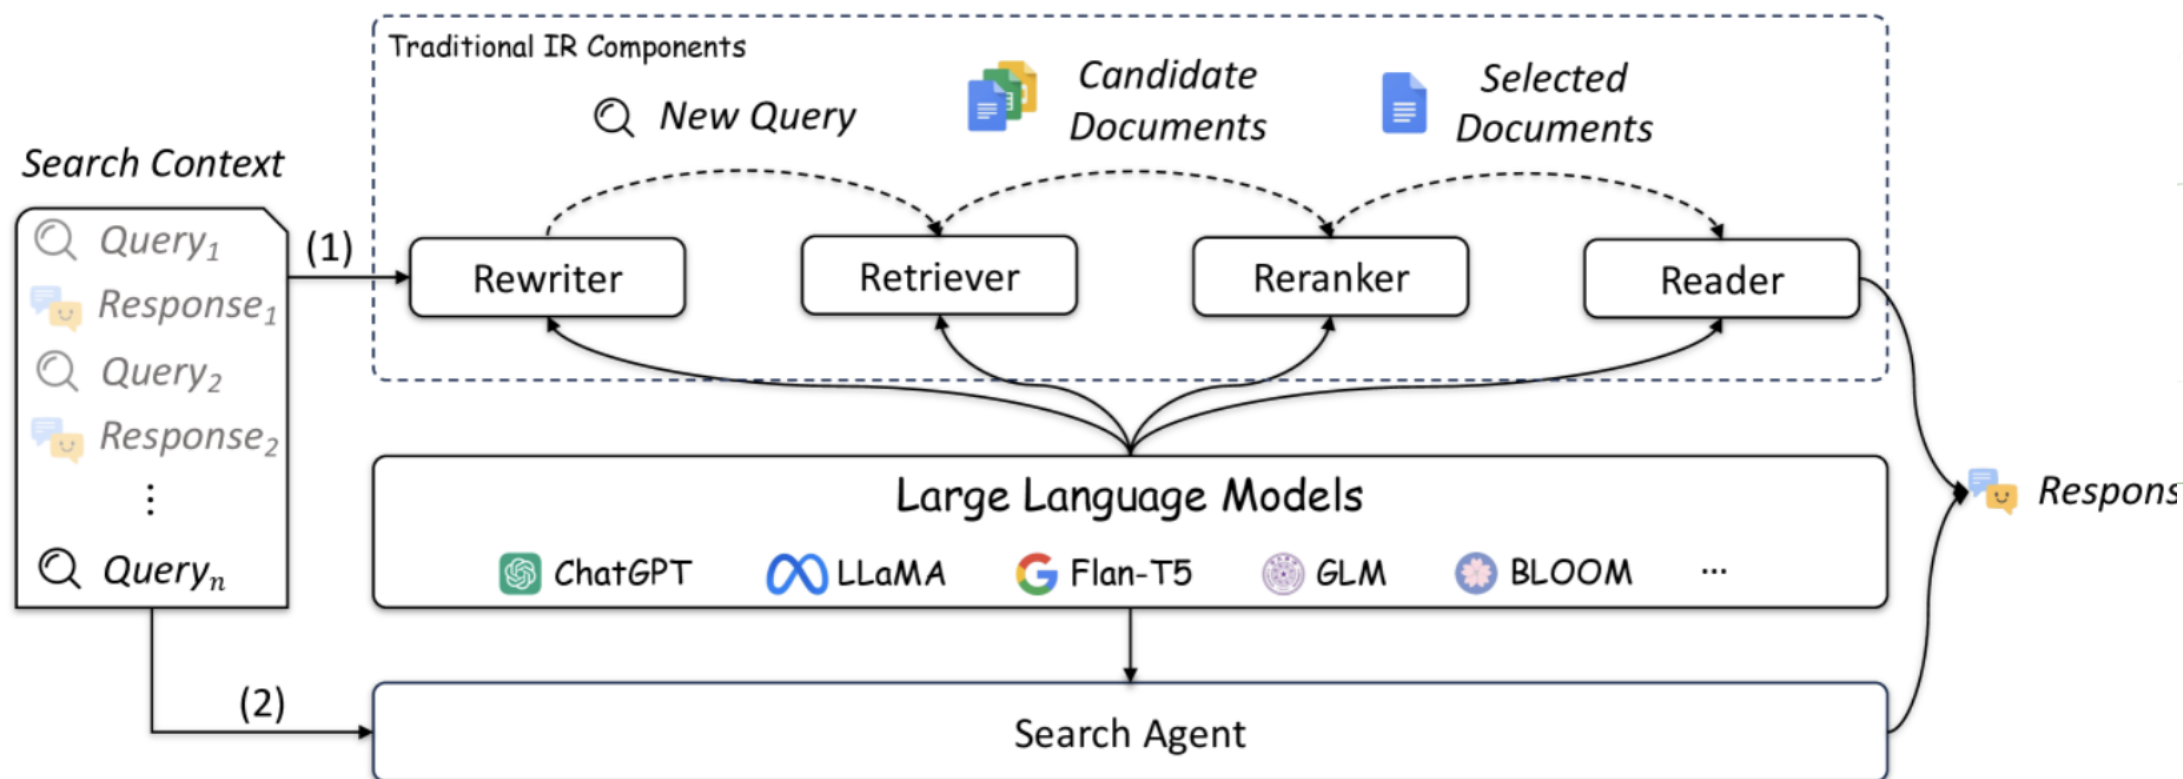 Traditional IR Components
New Query
Candidate
Documents
Selected
Documents
Search Context
Query1
Response1
Query2
Response2
⋮
Queryn
(1)
Rewriter
Retriever
Reranker
Reader
Large Language Models
ChatGPT
LLaMA
Flan-T5
GLM
BLOOM
...
Respons
(2)
Search Agent